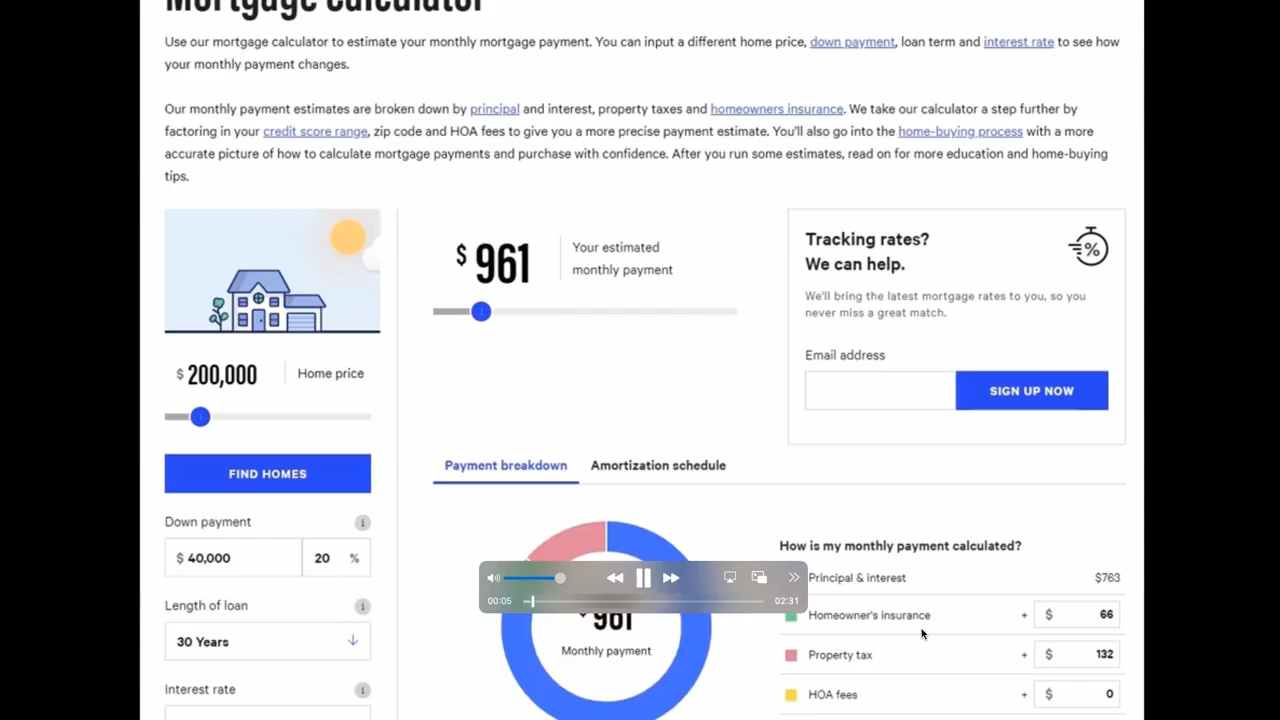 Mortgage calculator
Use our mortgage calculator to estimate your monthly mortgage payment. You can input a different home price, down payment, loan term and interest rate to see how
your monthly payment changes.
Our monthly payment estimates are broken down by principal and interest, property taxes and homeowners insurance. We take our calculator a step further by
factoring in your credit score range, zip code and HOA fees to give you a more precise payment estimate. You'll also go into the home-buying process with a more
accurate picture of how to calculate mortgage payments and purchase with confidence. After you run some estimates, read on for more education and home-buying
tips.
$ 200,000 Home price
FIND HOMES
Down payment i
$ 40,000 20 %
Length of loan i
30 Years
Interest rate i
$ 961 Your estimated
monthly payment
Tracking rates?
We can help.
%
We'll bring the latest mortgage rates to you, so you
never miss a great match.
Email address
SIGN UP NOW
Payment breakdown Amortization schedule
$ 961
Monthly payment
00:05 02:31
How is my monthly payment calculated?
Principal & interest $763
Homeowner's insurance + $ 66
Property tax + $ 132
HOA fees + $ 0